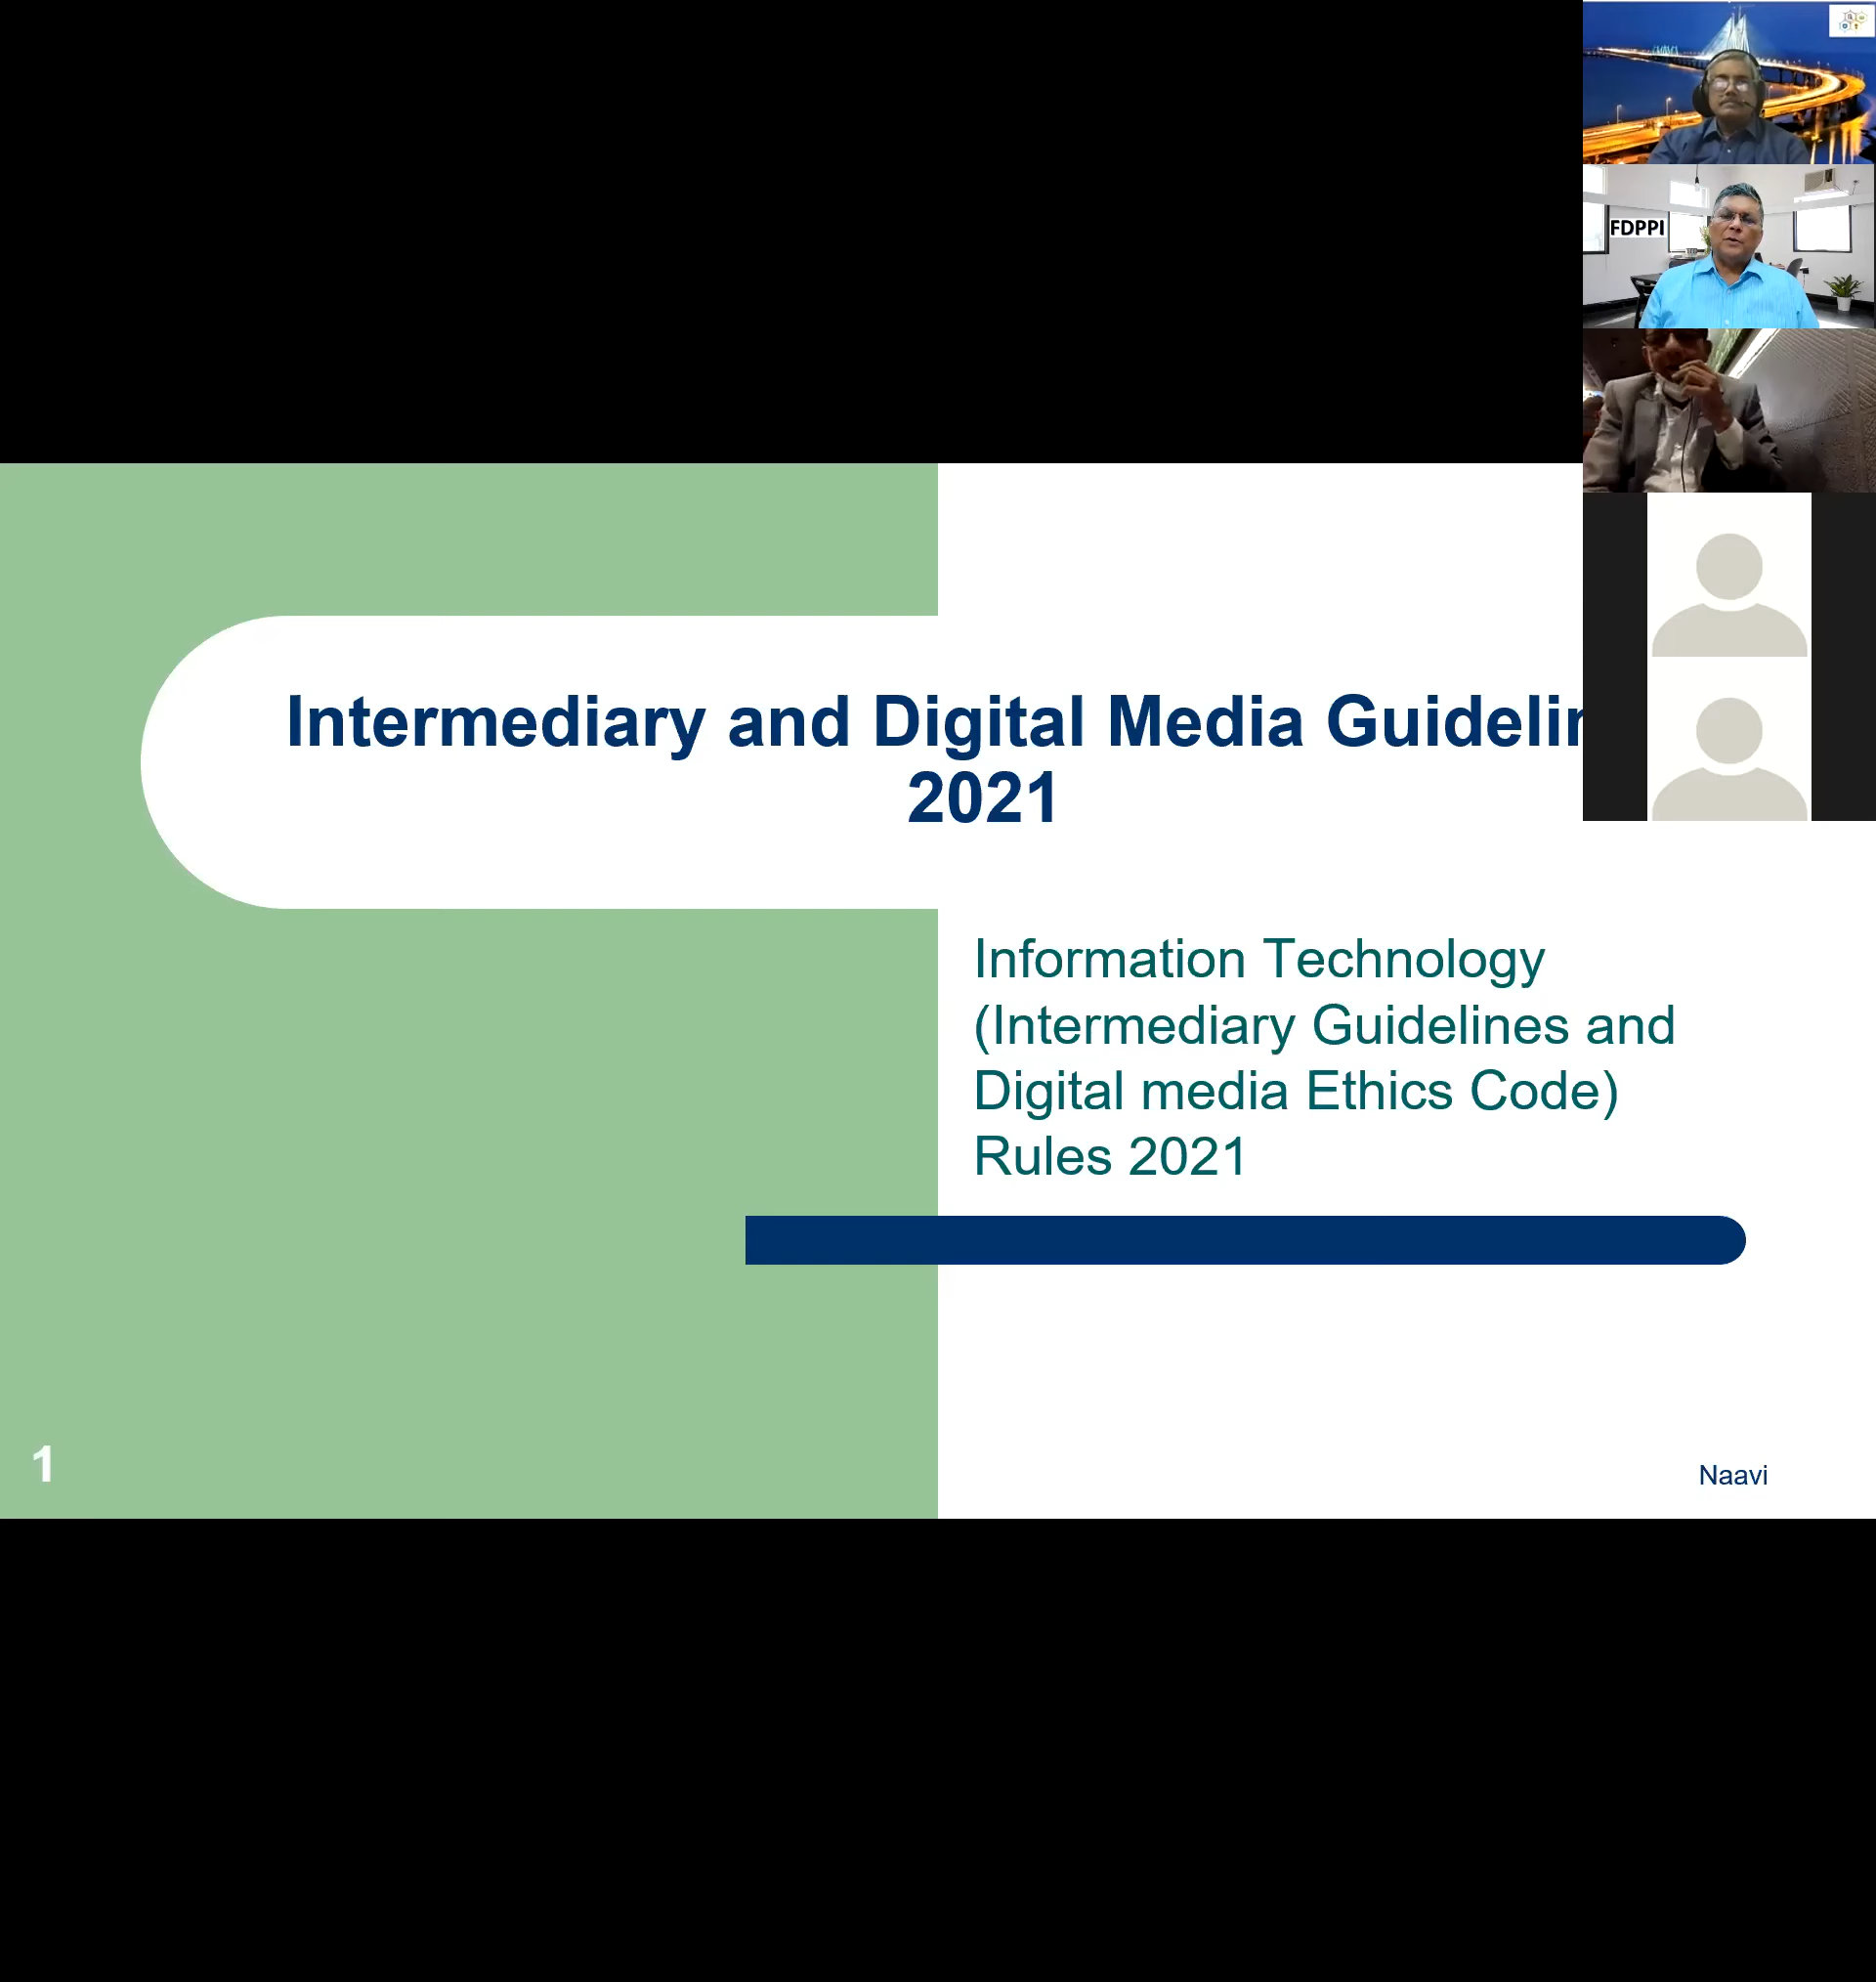 FDPPI
Intermediary and Digital Media Guidelin
2021
Information Technology
(Intermediary Guidelines and
Digital media Ethics Code)
Rules 2021
1
Naavi